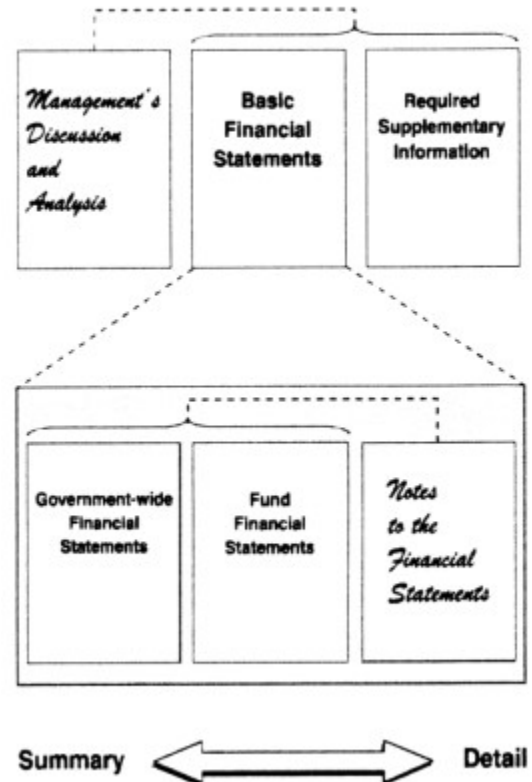 Management's
Discussion
and
Analysis
Basic
Financial
Statements
Required
Supplementary
Information
Government-wide
Financial
Statements
Fund
Financial
Statements
Notes
to the
Financial
Statements
Summary
Detail